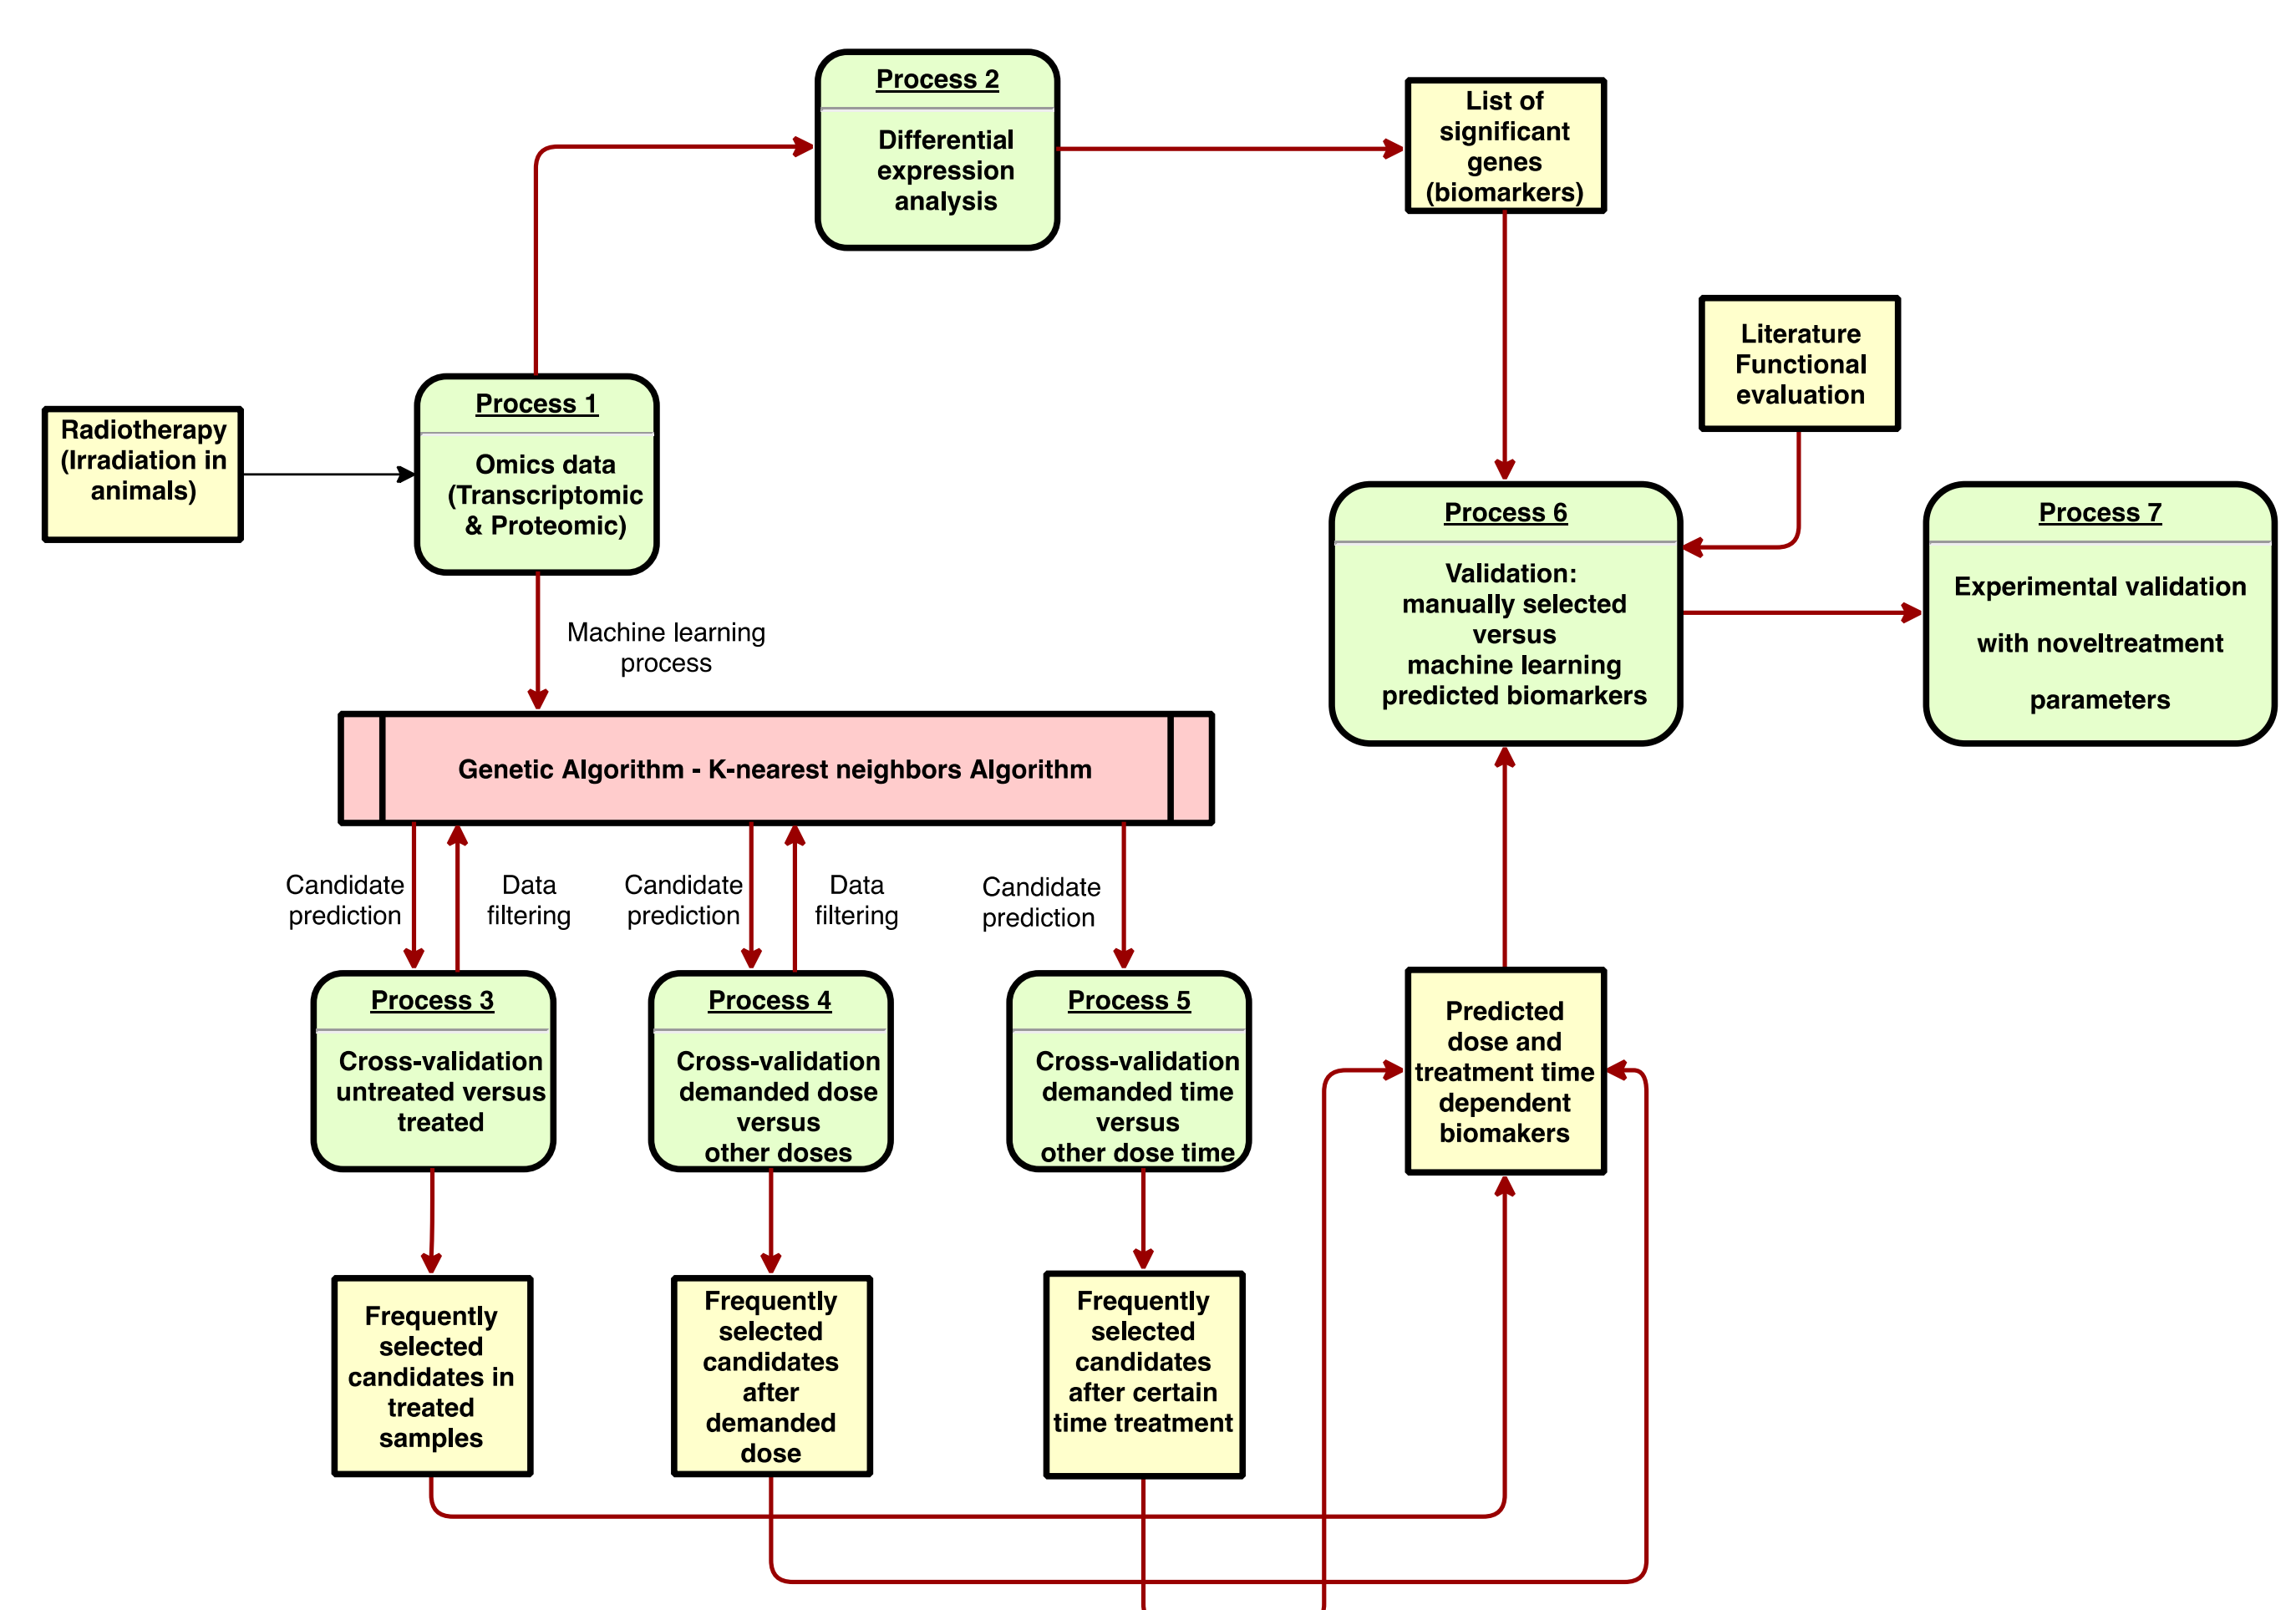 Process 2
Differential
expression
analysis
List of
significant
genes
(biomarkers)
Literature
Functional
evaluation
Radiotherapy
(Irradiation in
animals)
Process 1
Omics data
(Transcriptomic
& Proteomic)
Machine learning
process
Process 6
Validation:
manually selected
versus
machine learning
predicted biomarkers
Process 7
Experimental validation
with noveltreatment
parameters
Genetic Algorithm - K-nearest neighbors Algorithm
Candidate
prediction
Data
filtering
Candidate
prediction
Data
filtering
Candidate
prediction
Process 3
Cross-validation
untreated versus
treated
Process 4
Cross-validation
demanded dose
versus
other doses
Process 5
Cross-validation
demanded time
versus
other dose time
Predicted
dose and
treatment time
dependent
biomakers
Frequently
selected
candidates in
treated
samples
Frequently
selected
candidates
after
demanded
dose
Frequently
selected
candidates
after certain
time treatment